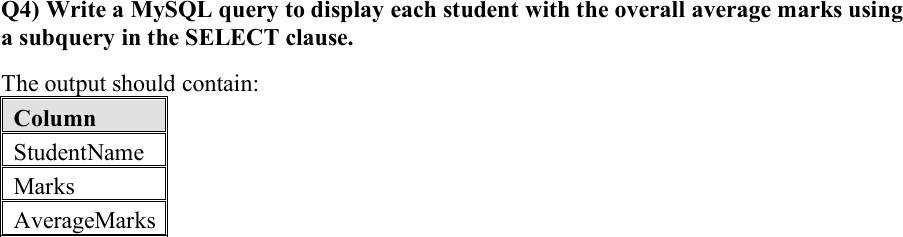 Q4) Write a MySQL query to display each student with the overall average marks using
a subquery in the SELECT clause.
The output should contain:
Column
StudentName
Marks
AverageMarks